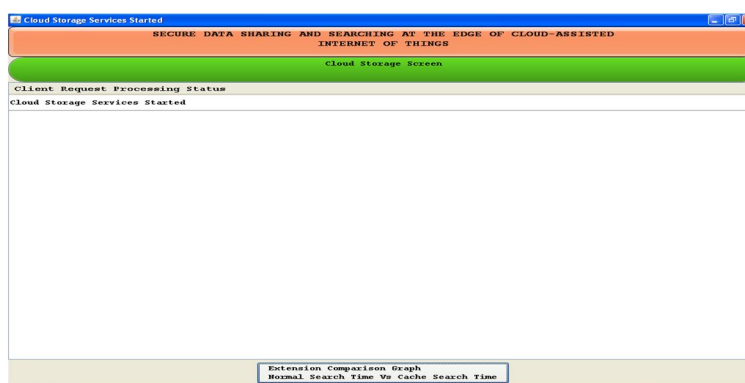 Cloud Storage Services Started
SECURE DATA SHARING AND SEARCHING AT THE EDGE OF CLOUD-ASSISTED
INTERNET OF THINGS
Cloud Storage Screen
Client Request Processing Status
Cloud Storage Services Started
Extension Comparison Graph
Normal Search Time Vs Cache Search Time